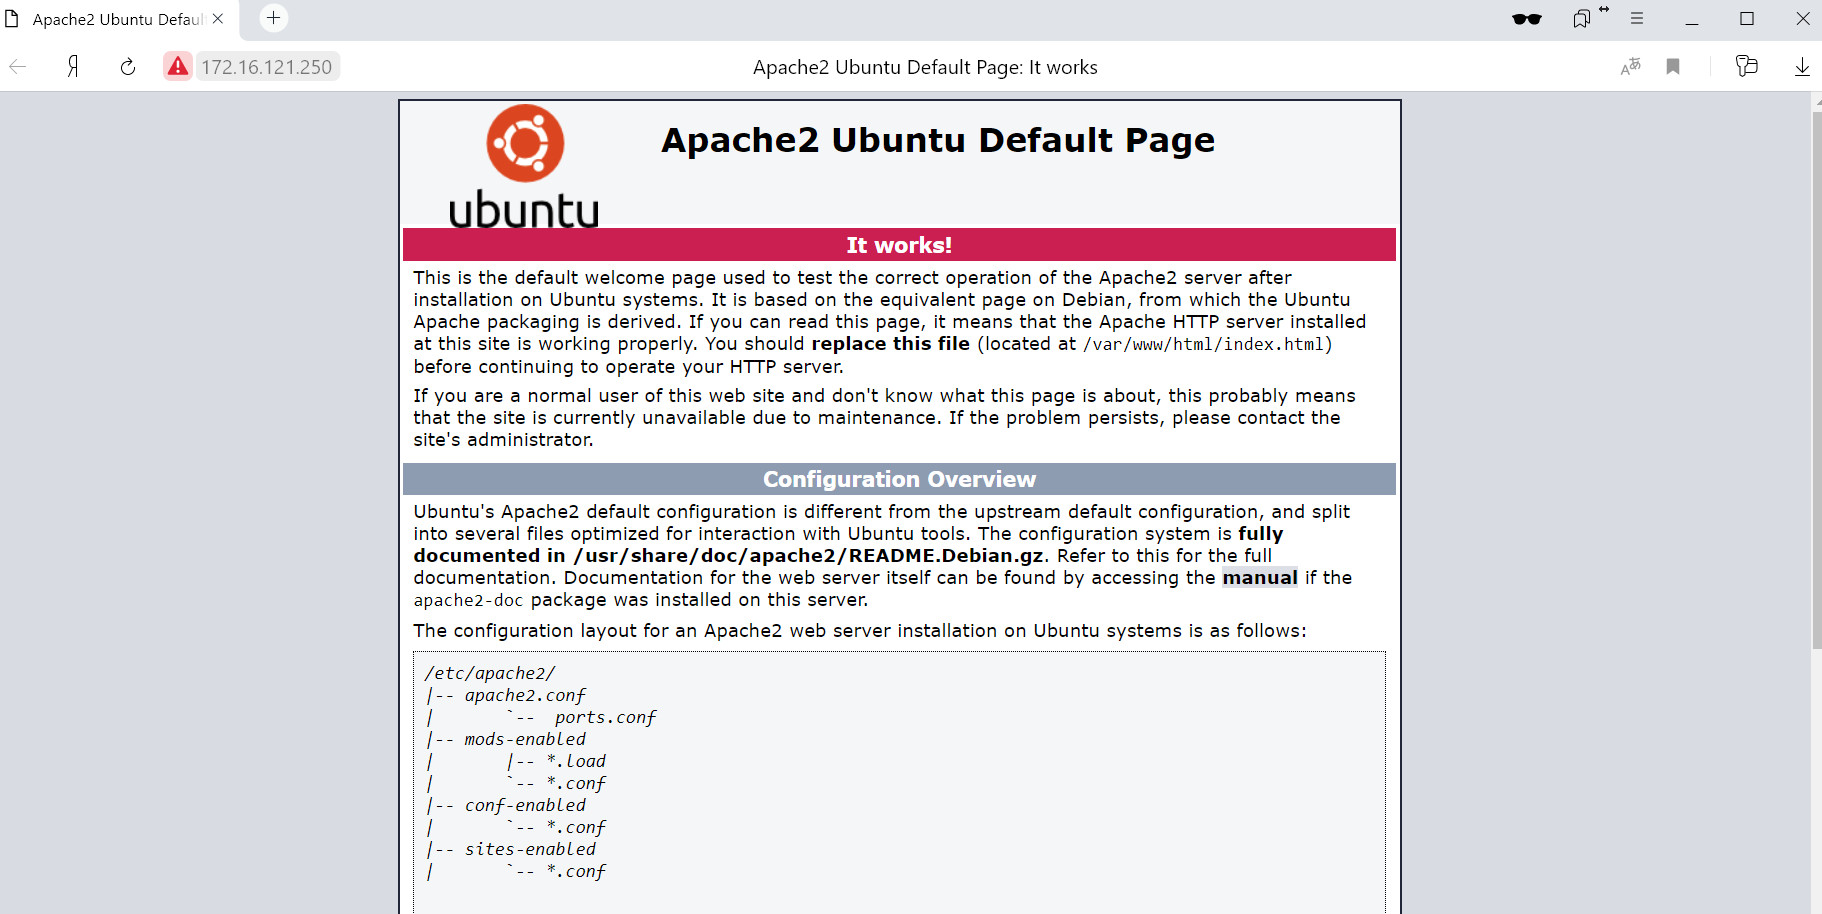 Apache2 Ubuntu Defaul
Я
172.16.121.250
Apache2 Ubuntu Default Page: It works
ubuntu
Apache2 Ubuntu Default Page
It works!
This is the default welcome page used to test the correct operation of the Apache2 server after
installation on Ubuntu systems. It is based on the equivalent page on Debian, from which the Ubuntu
Apache packaging is derived. If you can read this page, it means that the Apache HTTP server installed
at this site is working properly. You should replace this file (located at /var/www/html/index.html)
before continuing to operate your HTTP server.
If you are a normal user of this web site and don't know what this page is about, this probably means
that the site is currently unavailable due to maintenance. If the problem persists, please contact the
site's administrator.
Configuration Overview
Ubuntu's Apache2 default configuration is different from the upstream default configuration, and split
into several files optimized for interaction with Ubuntu tools. The configuration system is fully
documented in /usr/share/doc/apache2/README.Debian.gz. Refer to this for the full
documentation. Documentation for the web server itself can be found by accessing the manual if the
apache2-doc package was installed on this server.
The configuration layout for an Apache2 web server installation on Ubuntu systems is as follows:
/etc/apache2/
|-- apache2.conf
|       `--  ports.conf
|-- mods-enabled
|       |-- *.load
|       `-- *.conf
|-- conf-enabled
|       `-- *.conf
|-- sites-enabled
|       `-- *.conf